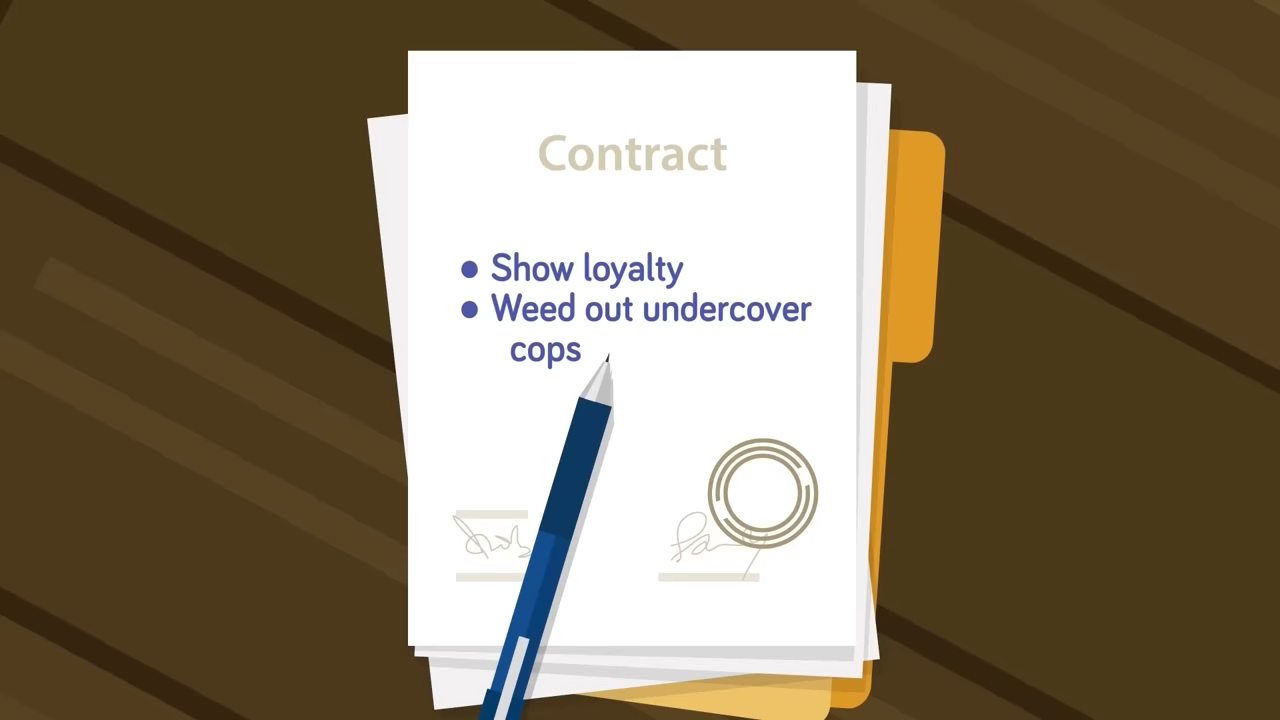 Contract
● Show loyalty
● Weed out undercover
cops